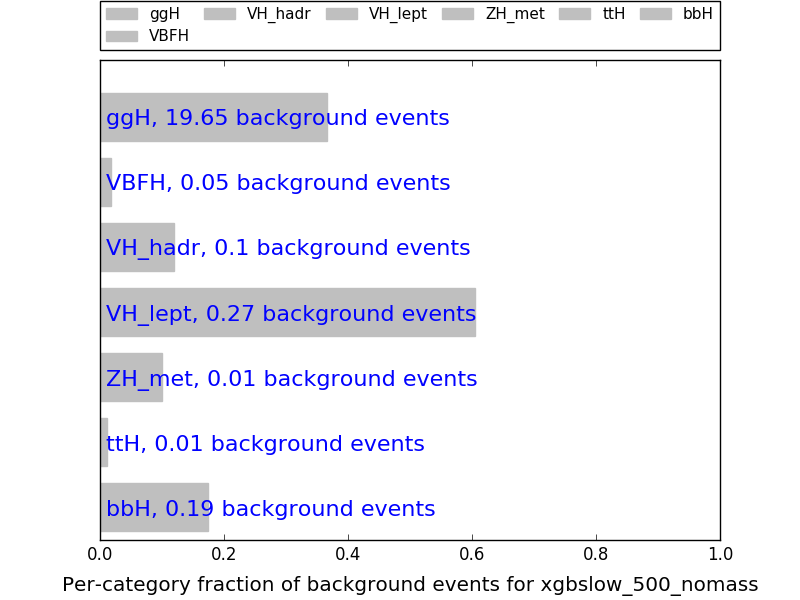 ggH VH_hadr VH_lept ZH_met ttH bbH
VBFH
ggH, 19.65 background events
VBFH, 0.05 background events
VH_hadr, 0.1 background events
VH_lept, 0.27 background events
ZH_met, 0.01 background events
ttH, 0.01 background events
bbH, 0.19 background events
0.0 0.2 0.4 0.6 0.8 1.0
Per-category fraction of background events for xgbslow_500_nomass